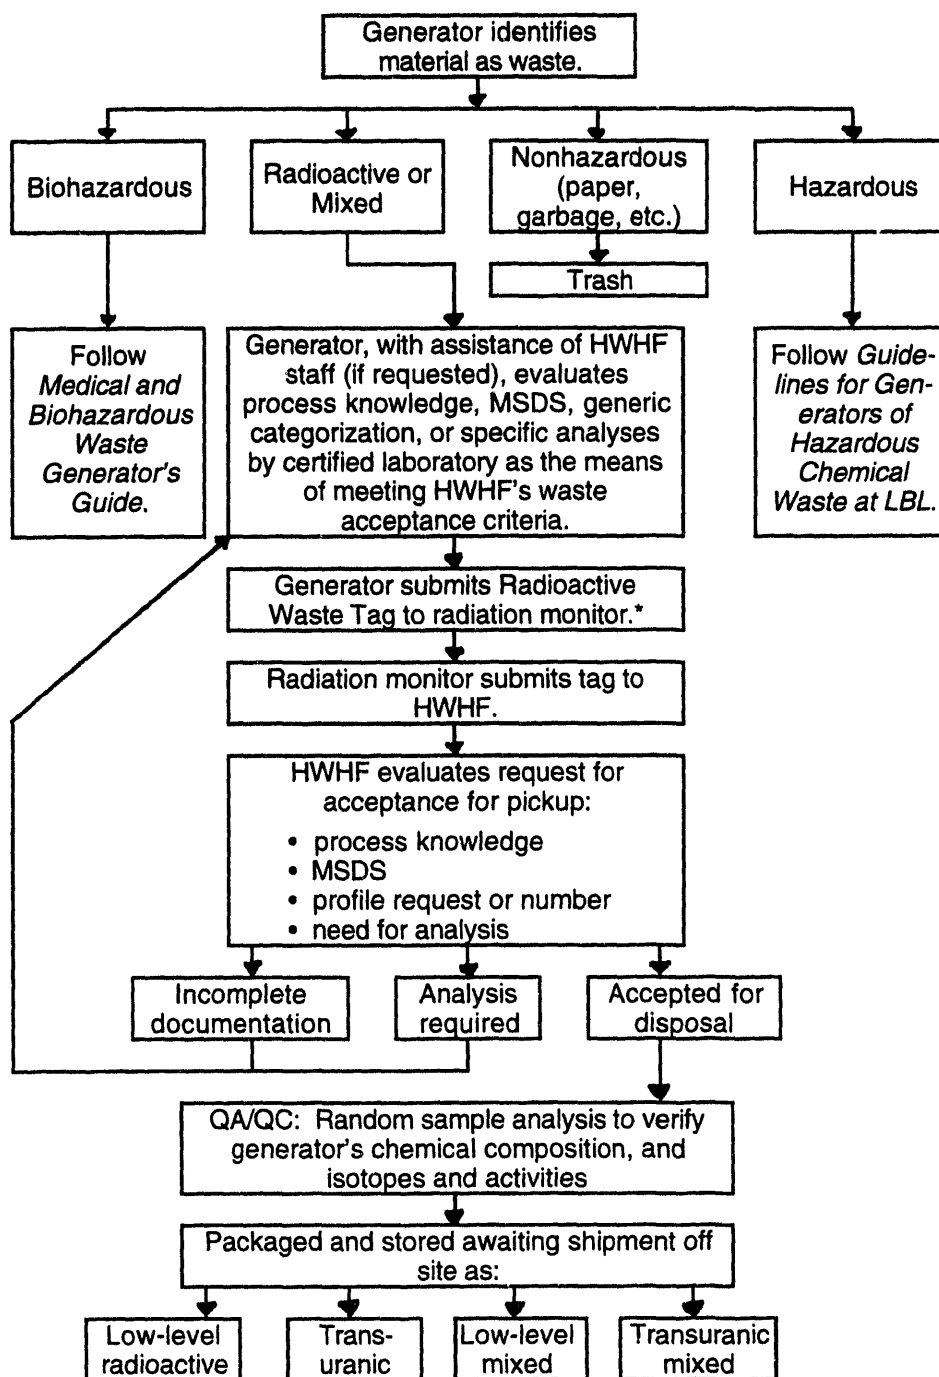 Generator identifies
material as waste.
Biohazardous
Radioactive or
Mixed
Nonhazardous
(paper,
garbage, etc.)
Hazardous
Trash
Follow
Medical and
Biohazardous
Waste
Generator's
Guide.
Generator, with assistance of HWHF
staff (if requested), evaluates
process knowledge, MSDS, generic
categorization, or specific analyses
by certified laboratory as the means
of meeting HWHF's waste
acceptance criteria.
Follow Guide-
lines for Gen-
erators of
Hazardous
Chemical
Waste at LBL.
Generator submits Radioactive
Waste Tag to radiation monitor.*
Radiation monitor submits tag to
HWHF.
HWHF evaluates request for
acceptance for pickup:
• process knowledge
• MSDS
• profile request or number
• need for analysis
Incomplete
documentation
Analysis
required
Accepted for
disposal
QA/QC: Random sample analysis to verify
generator's chemical composition, and
isotopes and activities
Packaged and stored awaiting shipment off
site as:
Low-level
radioactive
Trans-
uranic
Low-level
mixed
Transuranic
mixed